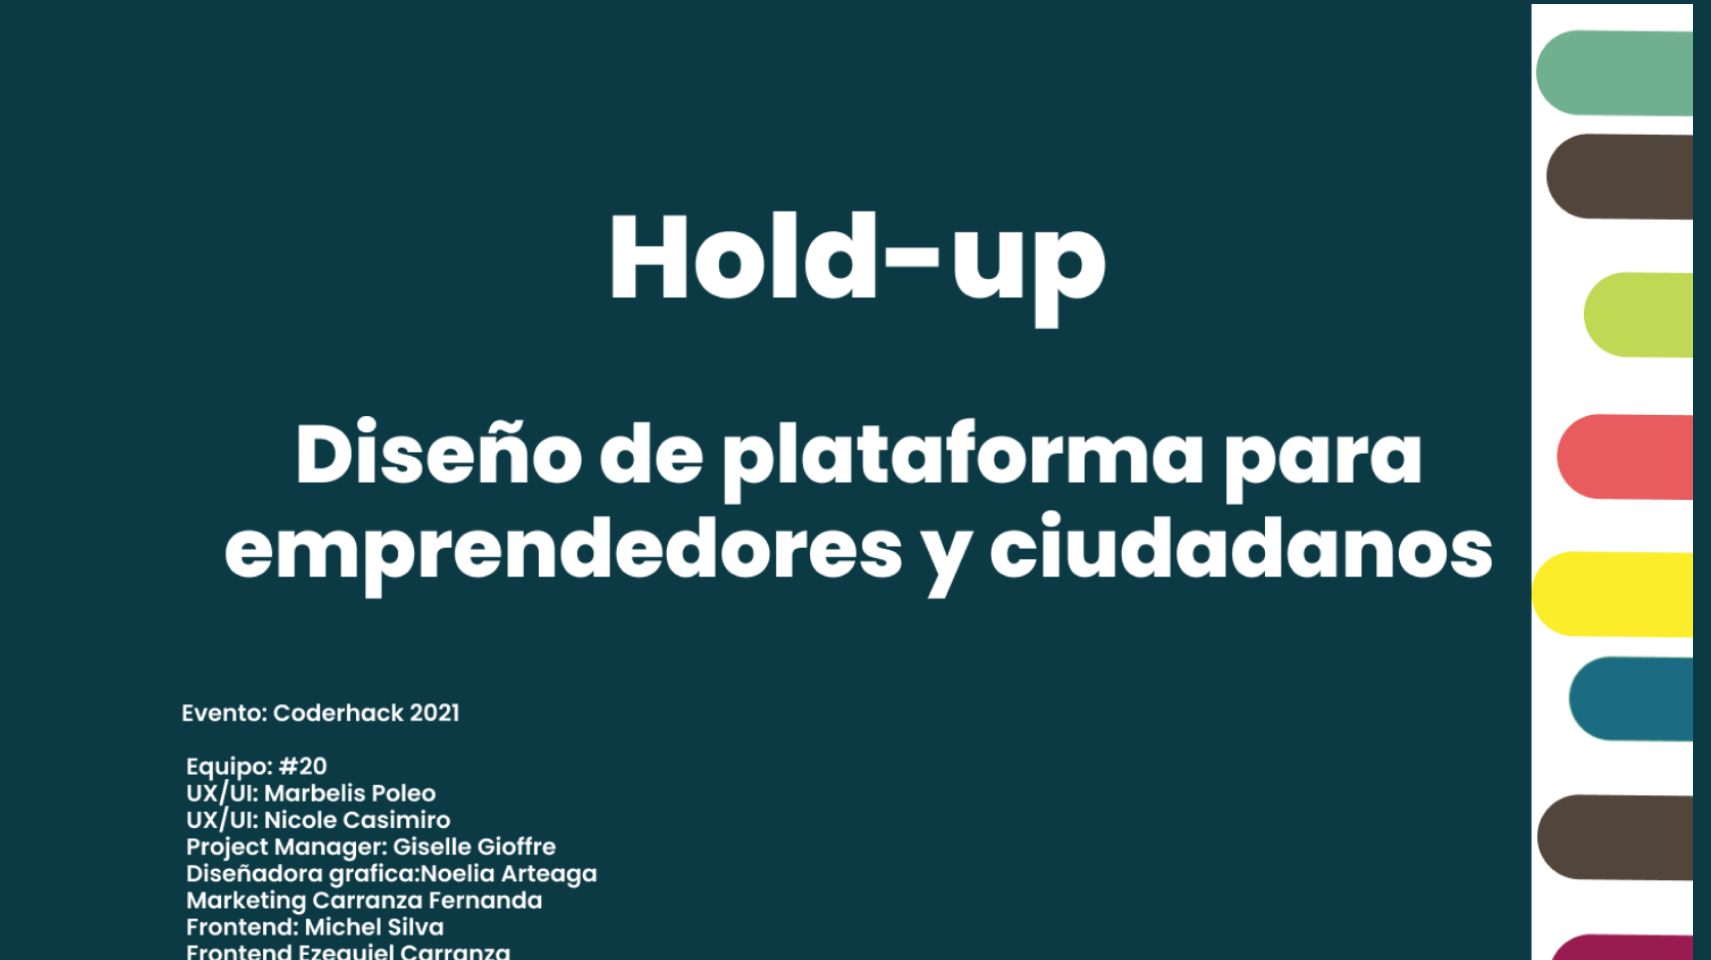 Hold-up
Diseño de plataforma para
emprendedores y ciudadanos
Evento: Coderhack 2021
Equipo: #20
UX/UI: Marbelis Poleo
UX/UI: Nicole Casimiro
Project Manager: Giselle Gioffre
Diseñadora grafica:Noelia Arteaga
Marketing Carranza Fernanda
Frontend: Michel Silva
Frontend Ezequiel Carranza